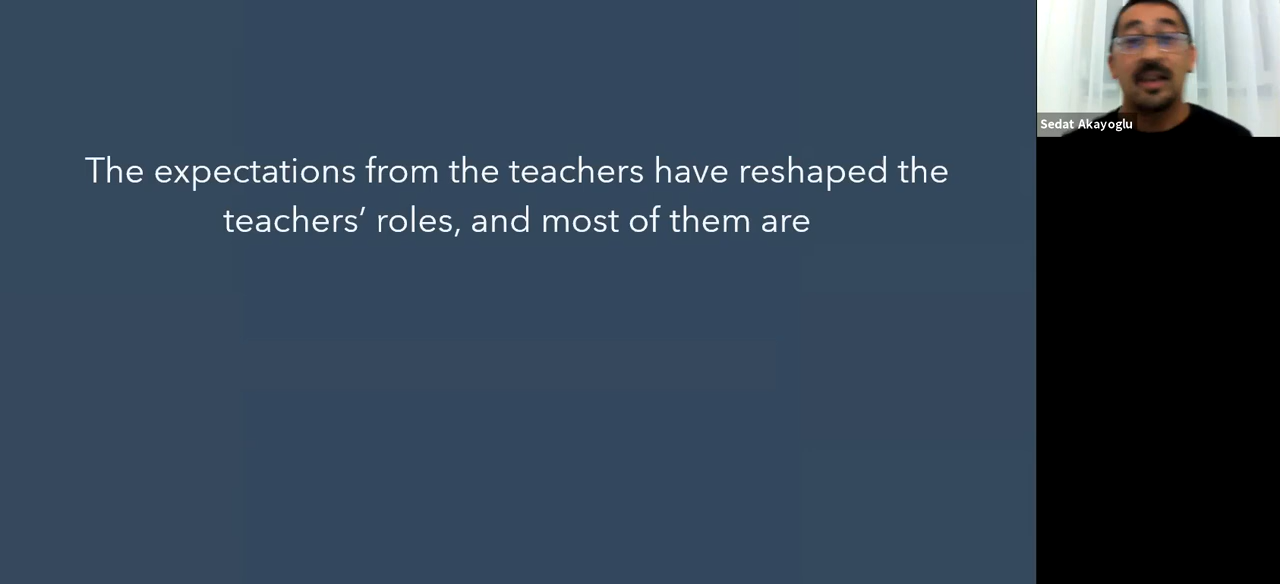 The expectations from the teachers have reshaped the
teachers’ roles, and most of them are
Sedat Akayoglu